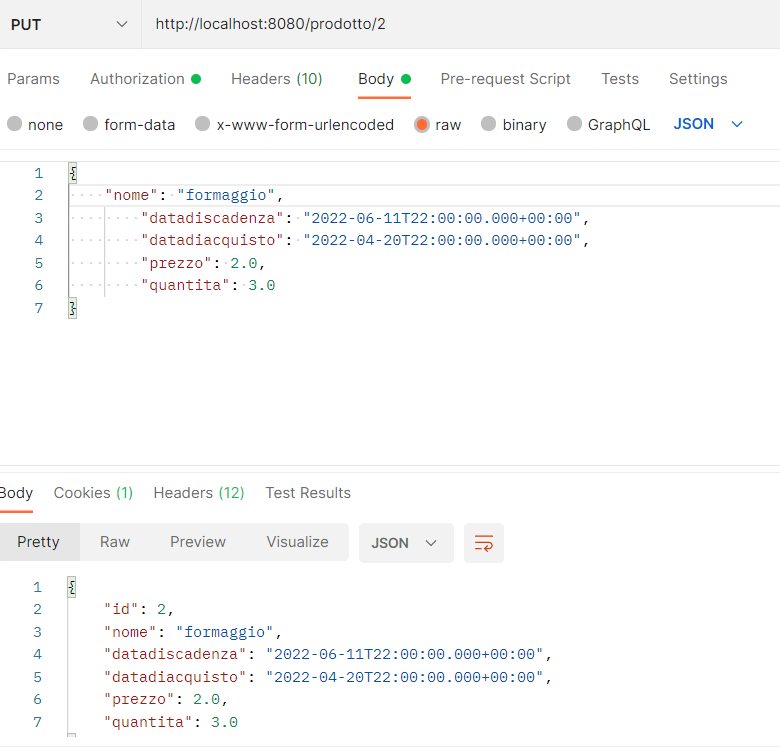 PUT http://localhost:8080/prodotto/2
Params Authorization Headers (10) Body Pre-request Script Tests Settings
none form-data x-www-form-urlencoded raw binary GraphQL JSON
1 {
2 "nome": "formaggio",
3 "datadiscadenza": "2022-06-11T22:00:00.000+00:00",
4 "datadiacquisto": "2022-04-20T22:00:00.000+00:00",
5 "prezzo": 2.0,
6 "quantita": 3.0
7 }
Body Cookies (1) Headers (12) Test Results
Pretty Raw Preview Visualize JSON
1 {
2 "id": 2,
3 "nome": "formaggio",
4 "datadiscadenza": "2022-06-11T22:00:00.000+00:00",
5 "datadiacquisto": "2022-04-20T22:00:00.000+00:00",
6 "prezzo": 2.0,
7 "quantita": 3.0